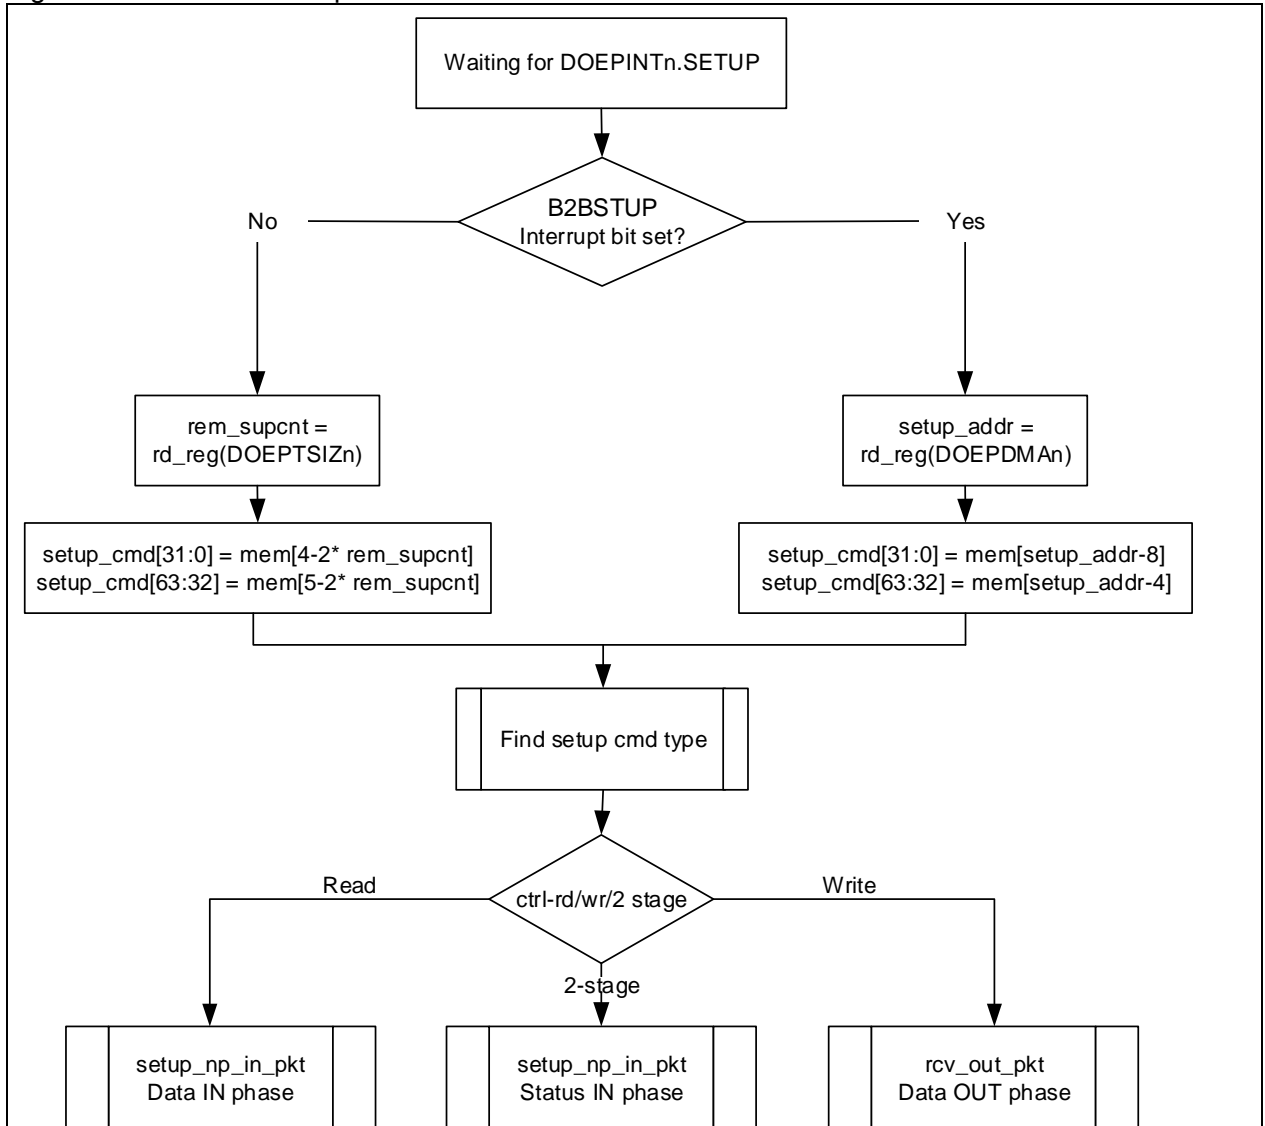 Waiting for DOEPINTn.SETUP
B2BSTUP
Interrupt bit set?
No
Yes
rem_supcnt =
rd_reg(DOEPTSIZn)
setup_addr =
rd_reg(DOEPDMAn)
setup_cmd[31:0] = mem[4-2* rem_supcnt]
setup_cmd[63:32] = mem[5-2* rem_supcnt]
setup_cmd[31:0] = mem[setup_addr-8]
setup_cmd[63:32] = mem[setup_addr-4]
Find setup cmd type
ctrl-rd/wr/2 stage
Read
Write
2-stage
setup_np_in_pkt
Data IN phase
setup_np_in_pkt
Status IN phase
rcv_out_pkt
Data OUT phase